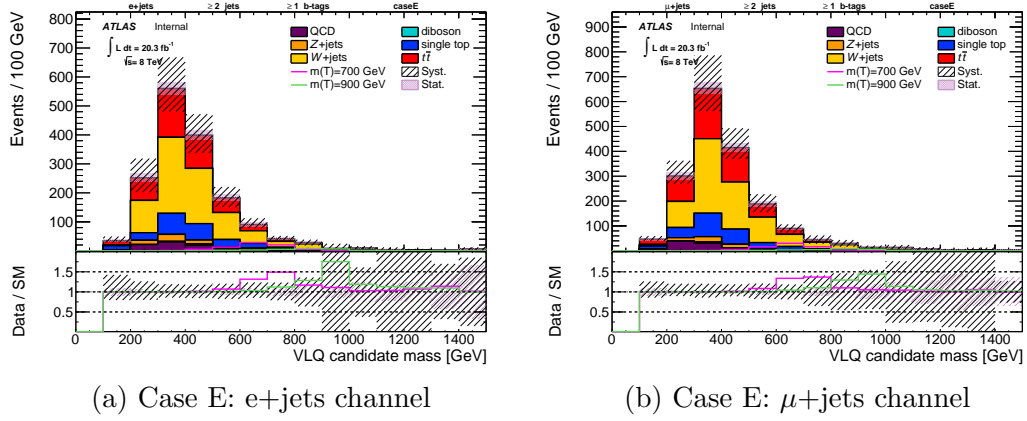 e+jets ≥ 2 jets ≥ 1 b-tags caseE
ATLAS Internal
∫ L dt = 20.3 fb⁻¹
√s= 8 TeV
QCD
Z+jets
W+jets
m(T)=700 GeV
m(T)=900 GeV
diboson
single top
tt̄
Syst.
Stat.
Events / 100 GeV
800
700
600
500
400
300
200
100
Data / SM
1.5
1
0.5
0 200 400 600 800 1000 1200 1400
VLQ candidate mass [GeV]
(a) Case E: e+jets channel
μ+jets ≥ 2 jets ≥ 1 b-tags caseE
ATLAS Internal
∫ L dt = 20.3 fb⁻¹
√s= 8 TeV
QCD
Z+jets
W+jets
m(T)=700 GeV
m(T)=900 GeV
diboson
single top
tt̄
Syst.
Stat.
Events / 100 GeV
900
800
700
600
500
400
300
200
100
Data / SM
1.5
1
0.5
0 200 400 600 800 1000 1200 1400
VLQ candidate mass [GeV]
(b) Case E: μ+jets channel